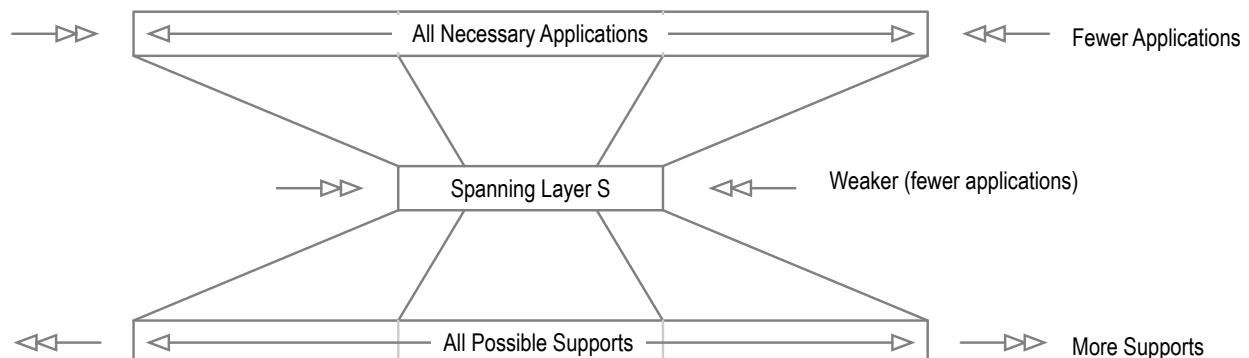 All Necessary Applications
Fewer Applications
Spanning Layer S
Weaker (fewer applications)
All Possible Supports
More Supports